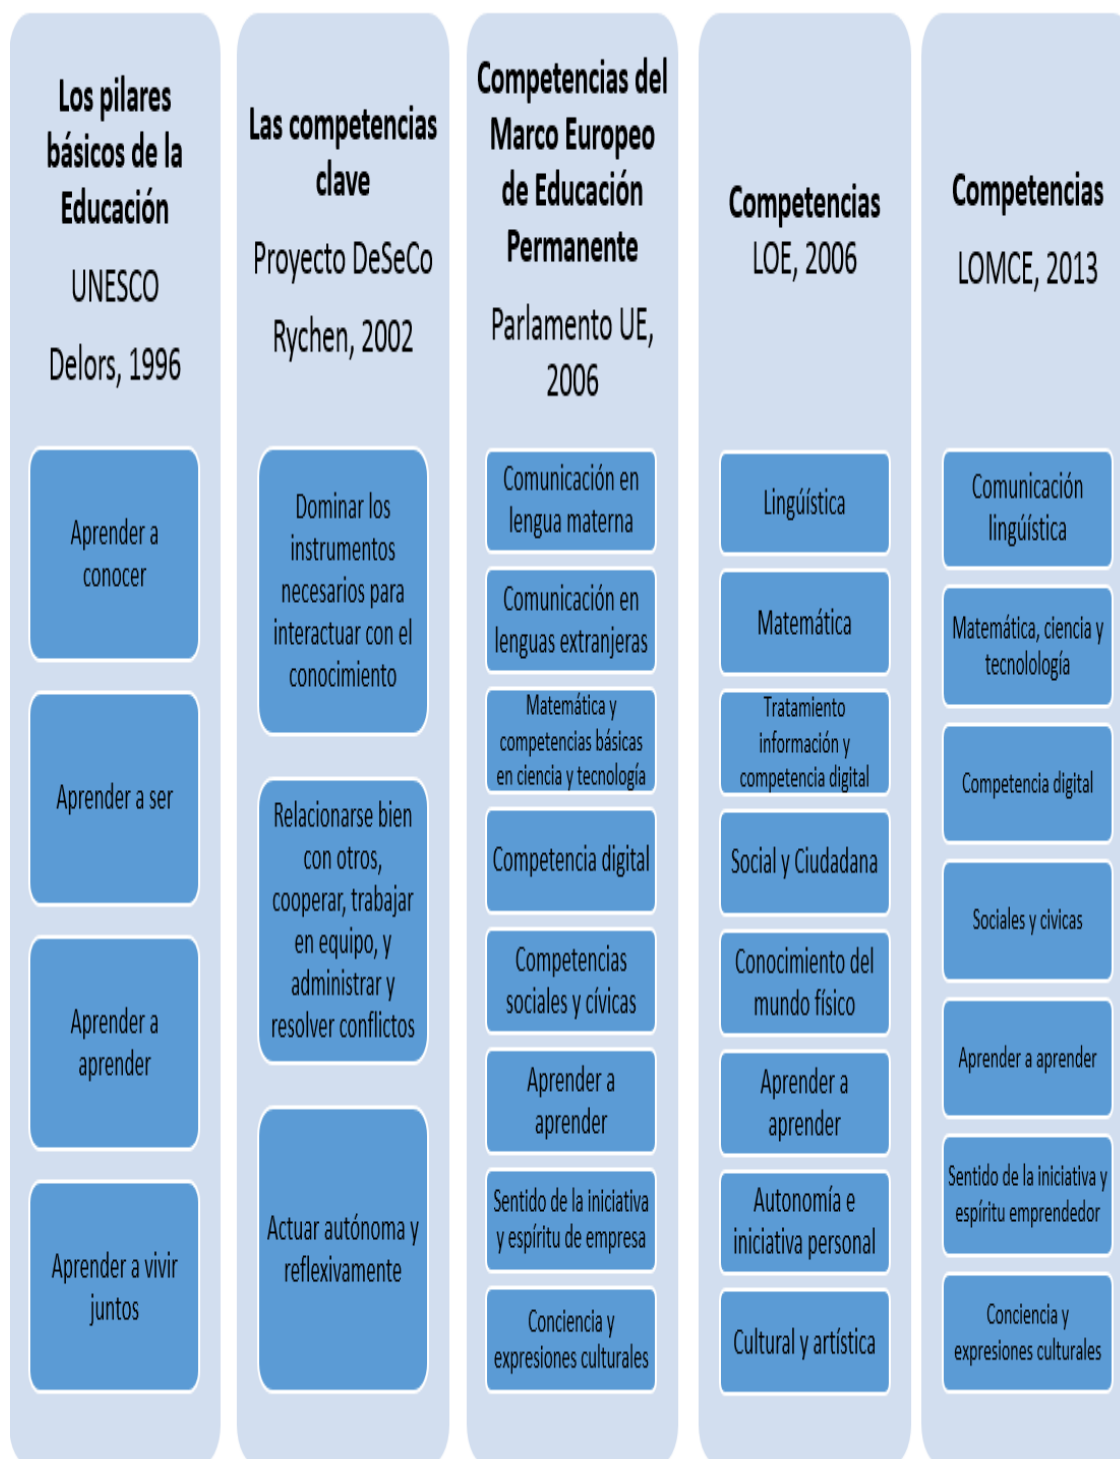 Los pilares
básicos de la
Educación
UNESCO
Delors, 1996
Aprender a
conocer
Aprender a ser
Aprender a
aprender
Aprender a vivir
juntos
Las competencias
clave
Proyecto DeSeCo
Rychen, 2002
Dominar los
instrumentos
necesarios para
interactuar con el
conocimiento
Relacionarse bien
con otros,
cooperar, trabajar
en equipo, y
administrar y
resolver conflictos
Actuar autónoma y
reflexivamente
Competencias del
Marco Europeo
de Educación
Permanente
Parlamento UE,
2006
Comunicación en
lengua materna
Comunicación en
lenguas extranjeras
Matemática y
competencias básicas
en ciencia y tecnología
Competencia digital
Competencias
sociales y cívicas
Aprender a
aprender
Sentido de la iniciativa
y espíritu de empresa
Conciencia y
expresiones culturales
Competencias
LOE, 2006
Lingúística
Matemática
Tratamiento
información y
competencia digital
Social y Ciudadana
Conocimiento del
mundo físico
Aprender a
aprender
Autonomía e
iniciativa personal
Cultural y artística
Competencias
LOMCE, 2013
Comunicación
lingúística
Matemática, ciencia y
tecnolología
Competencia digital
Sociales y civicas
Aprender a aprender
Sentido de la iniciativa y
espíritu emprendedor
Conciencia y
expresiones culturales